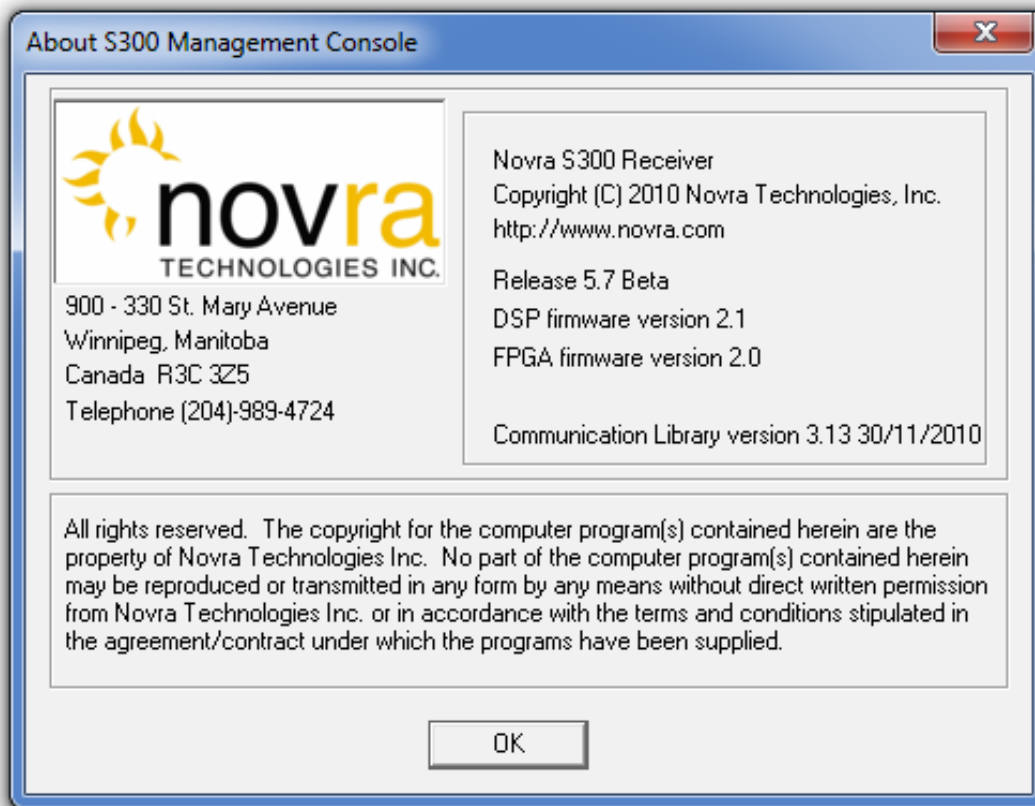 About S300 Management Console
novra
TECHNOLOGIES INC.
900 - 330 St. Mary Avenue
Winnipeg, Manitoba
Canada  R3C 3Z5
Telephone (204)-989-4724
Novra S300 Receiver
Copyright (C) 2010 Novra Technologies, Inc.
http://www.novra.com
Release 5.7 Beta
DSP firmware version 2.1
FPGA firmware version 2.0
Communication Library version 3.13 30/11/2010
All rights reserved.  The copyright for the computer program(s) contained herein are the
property of Novra Technologies Inc.  No part of the computer program(s) contained herein
may be reproduced or transmitted in any form by any means without direct written permission
from Novra Technologies Inc. or in accordance with the terms and conditions stipulated in
the agreement/contract under which the programs have been supplied.
OK